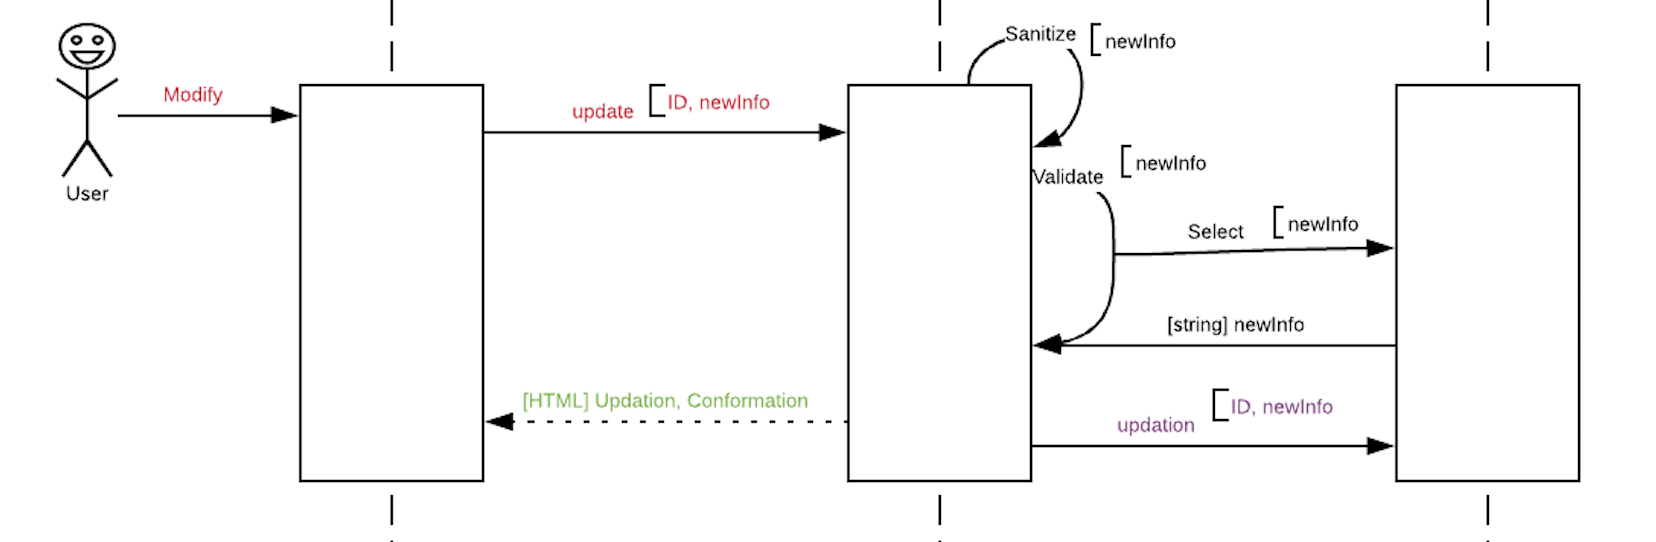 Sanitize
newInfo
Modify
update
ID, newInfo
Validate
newInfo
User
Select
newInfo
[string] newInfo
[HTML] Updation, Conformation
updation
ID, newInfo